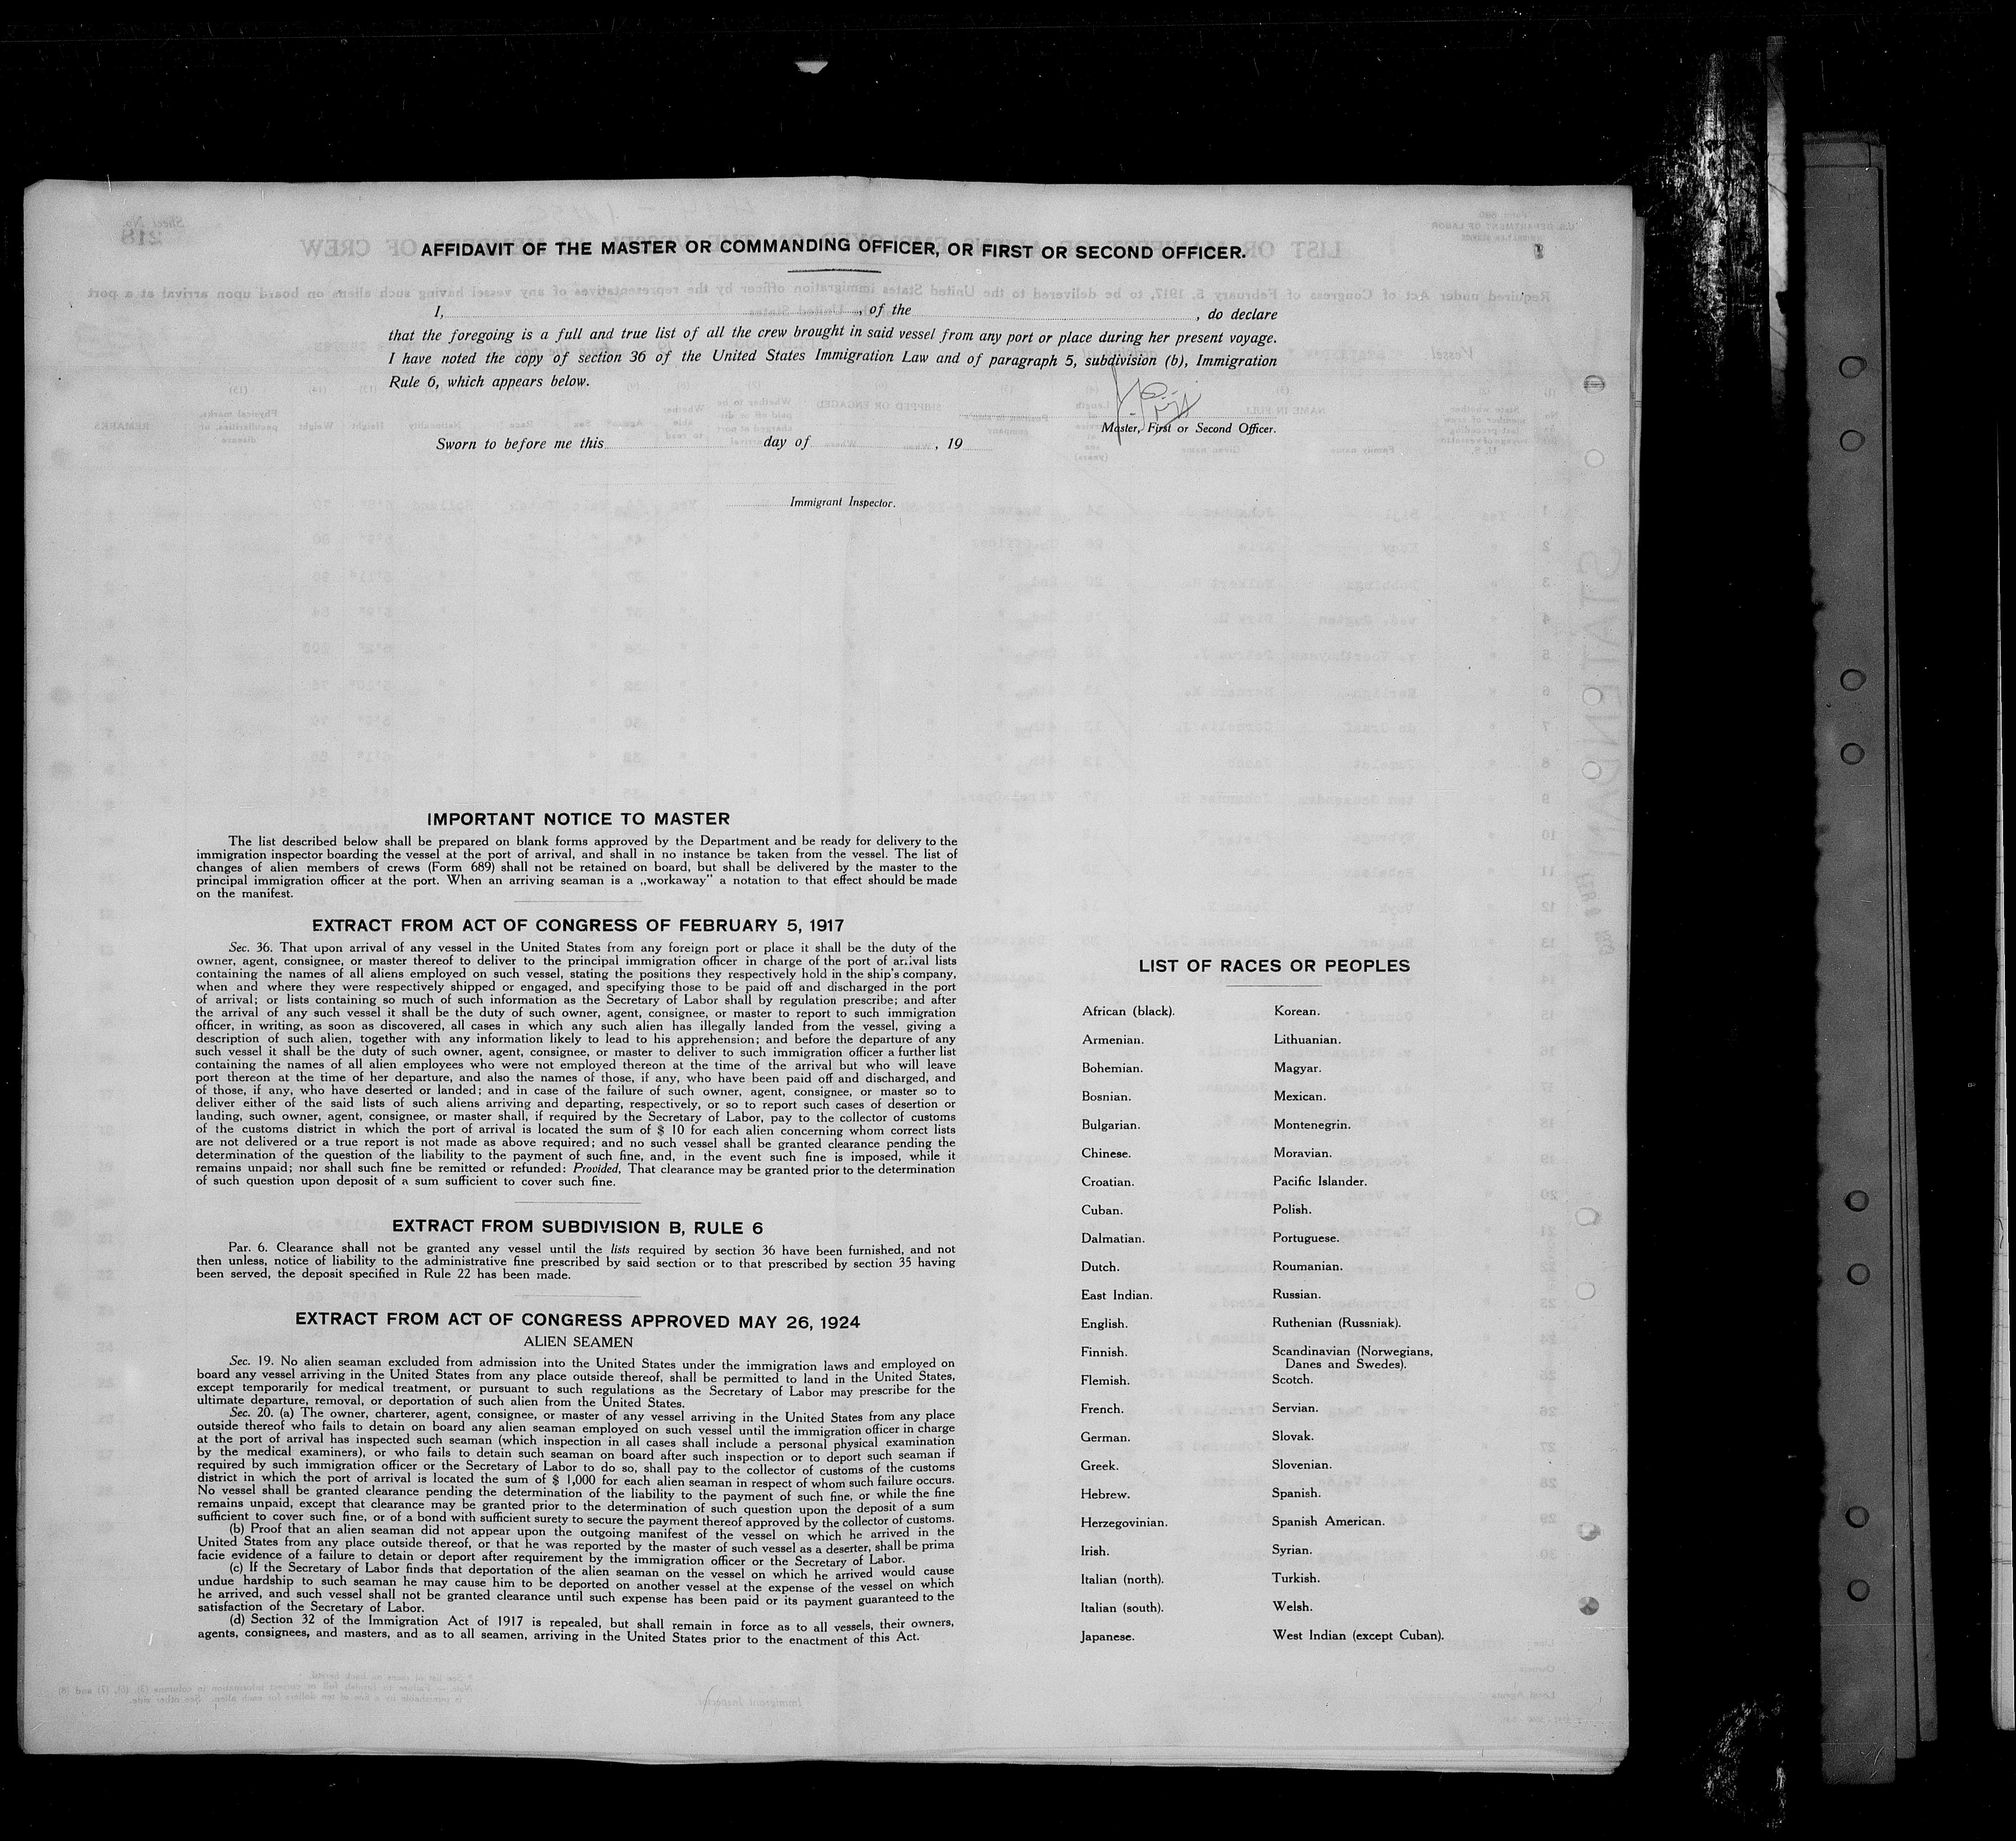 AFFIDAVIT OF THE MASTER OR COMMANDING OFFICER, OR FIRST OR SECOND OFFICER.
I, , of the , do declare
that the foregoing is a full and true list of all the crew brought in said vessel from any port or place during her present voyage.
I have noted the copy of section 36 of the United States Immigration Law and of paragraph 5, subdivision (b), Immigration
Rule 6, which appears below.
Master, First or Second Officer.
Sworn to before me this day of , 19
Immigrant Inspector.
IMPORTANT NOTICE TO MASTER
The list described below shall be prepared on blank forms approved by the Department and be ready for delivery to the
immigration inspector boarding the vessel at the port of arrival, and shall in no instance be taken from the vessel. The list of
changes of alien members of crews (Form 689) shall not be retained on board, but shall be delivered by the master to the
principal immigration officer at the port. When an arriving seaman is a „workaway” a notation to that effect should be made
on the manifest.
EXTRACT FROM ACT OF CONGRESS OF FEBRUARY 5, 1917
Sec. 36. That upon arrival of any vessel in the United States from any foreign port or place it shall be the duty of the
owner, agent, consignee, or master thereof to deliver to the principal immigration officer in charge of the port of arrival lists
containing the names of all aliens employed on such vessel, stating the positions they respectively hold in the ship's company,
when and where they were respectively shipped or engaged, and specifying those to be paid off and discharged in the port
of arrival; or lists containing so much of such information as the Secretary of Labor shall by regulation prescribe; and after
the arrival of any such vessel it shall be the duty of such owner, agent, consignee, or master to report to such immigration
officer, in writing, as soon as discovered, all cases in which any such alien has illegally landed from the vessel, giving a
description of such alien, together with any information likely to lead to his apprehension; and before the departure of any
such vessel it shall be the duty of such owner, agent, consignee, or master to deliver to such immigration officer a further list
containing the names of all alien employees who were not employed thereon at the time of the arrival but who will leave
port thereon at the time of her departure, and also the names of those, if any, who have been paid off and discharged, and
of those, if any, who have deserted or landed; and in case of the failure of such owner, agent, consignee, or master so to
deliver either of the said lists of such aliens arriving and departing, respectively, or so to report such cases of desertion or
landing, such owner, agent, consignee, or master shall, if required by the Secretary of Labor, pay to the collector of customs
of the customs district in which the port of arrival is located the sum of $ 10 for each alien concerning whom correct lists
are not delivered or a true report is not made as above required; and no such vessel shall be granted clearance pending the
determination of the question of the liability to the payment of such fine, and, in the event such fine is imposed, while it
remains unpaid; nor shall such fine be remitted or refunded: Provided, That clearance may be granted prior to the determination
of such question upon deposit of a sum sufficient to cover such fine.
EXTRACT FROM SUBDIVISION B, RULE 6
Par. 6. Clearance shall not be granted any vessel until the lists required by section 36 have been furnished, and not
then unless, notice of liability to the administrative fine prescribed by said section or to that prescribed by section 35 having
been served, the deposit specified in Rule 22 has been made.
EXTRACT FROM ACT OF CONGRESS APPROVED MAY 26, 1924
ALIEN SEAMEN
Sec. 19. No alien seaman excluded from admission into the United States under the immigration laws and employed on
board any vessel arriving in the United States from any place outside thereof, shall be permitted to land in the United States,
except temporarily for medical treatment, or pursuant to such regulations as the Secretary of Labor may prescribe for the
ultimate departure, removal, or deportation of such alien from the United States.
Sec. 20. (a) The owner, charterer, agent, consignee, or master of any vessel arriving in the United States from any place
outside thereof who fails to detain on board any alien seaman employed on such vessel until the immigration officer in charge
at the port of arrival has inspected such seaman (which inspection in all cases shall include a personal physical examination
by the medical examiners), or who fails to detain such seaman on board after such inspection or to deport such seaman if
required by such immigration officer or the Secretary of Labor to do so, shall pay to the collector of customs of the customs
district in which the port of arrival is located the sum of $ 1,000 for each alien seaman in respect of whom such failure occurs.
No vessel shall be granted clearance pending the determination of the liability to the payment of such fine, or while the fine
remains unpaid, except that clearance may be granted prior to the determination of such question upon the deposit of a sum
sufficient to cover such fine, or of a bond with sufficient surety to secure the payment thereof approved by the collector of customs.
(b) Proof that an alien seaman did not appear upon the outgoing manifest of the vessel on which he arrived in the
United States from any place outside thereof, or that he was reported by the master of such vessel as a deserter, shall be prima
facie evidence of a failure to detain or deport after requirement by the immigration officer or the Secretary of Labor.
(c) If the Secretary of Labor finds that deportation of the alien seaman on the vessel on which he arrived would cause
undue hardship to such seaman he may cause him to be deported on another vessel at the expense of the vessel on which
he arrived, and such vessel shall not be granted clearance until such expense has been paid or its payment guaranteed to the
satisfaction of the Secretary of Labor.
(d) Section 32 of the Immigration Act of 1917 is repealed, but shall remain in force as to all vessels, their owners,
agents, consignees, and masters, and as to all seamen, arriving in the United States prior to the enactment of this Act.
LIST OF RACES OR PEOPLES
African (black).
Armenian.
Bohemian.
Bosnian.
Bulgarian.
Chinese.
Croatian.
Cuban.
Dalmatian.
Dutch.
East Indian.
English.
Finnish.
Flemish.
French.
German.
Greek.
Hebrew.
Herzegovinian.
Irish.
Italian (north).
Italian (south).
Japanese.
Korean.
Lithuanian.
Magyar.
Mexican.
Montenegrin.
Moravian.
Pacific Islander.
Polish.
Portuguese.
Roumanian.
Russian.
Ruthenian (Russniak).
Scandinavian (Norwegians,
Danes and Swedes).
Scotch.
Servian.
Slovak.
Slovenian.
Spanish.
Spanish American.
Syrian.
Turkish.
Welsh.
West Indian (except Cuban).